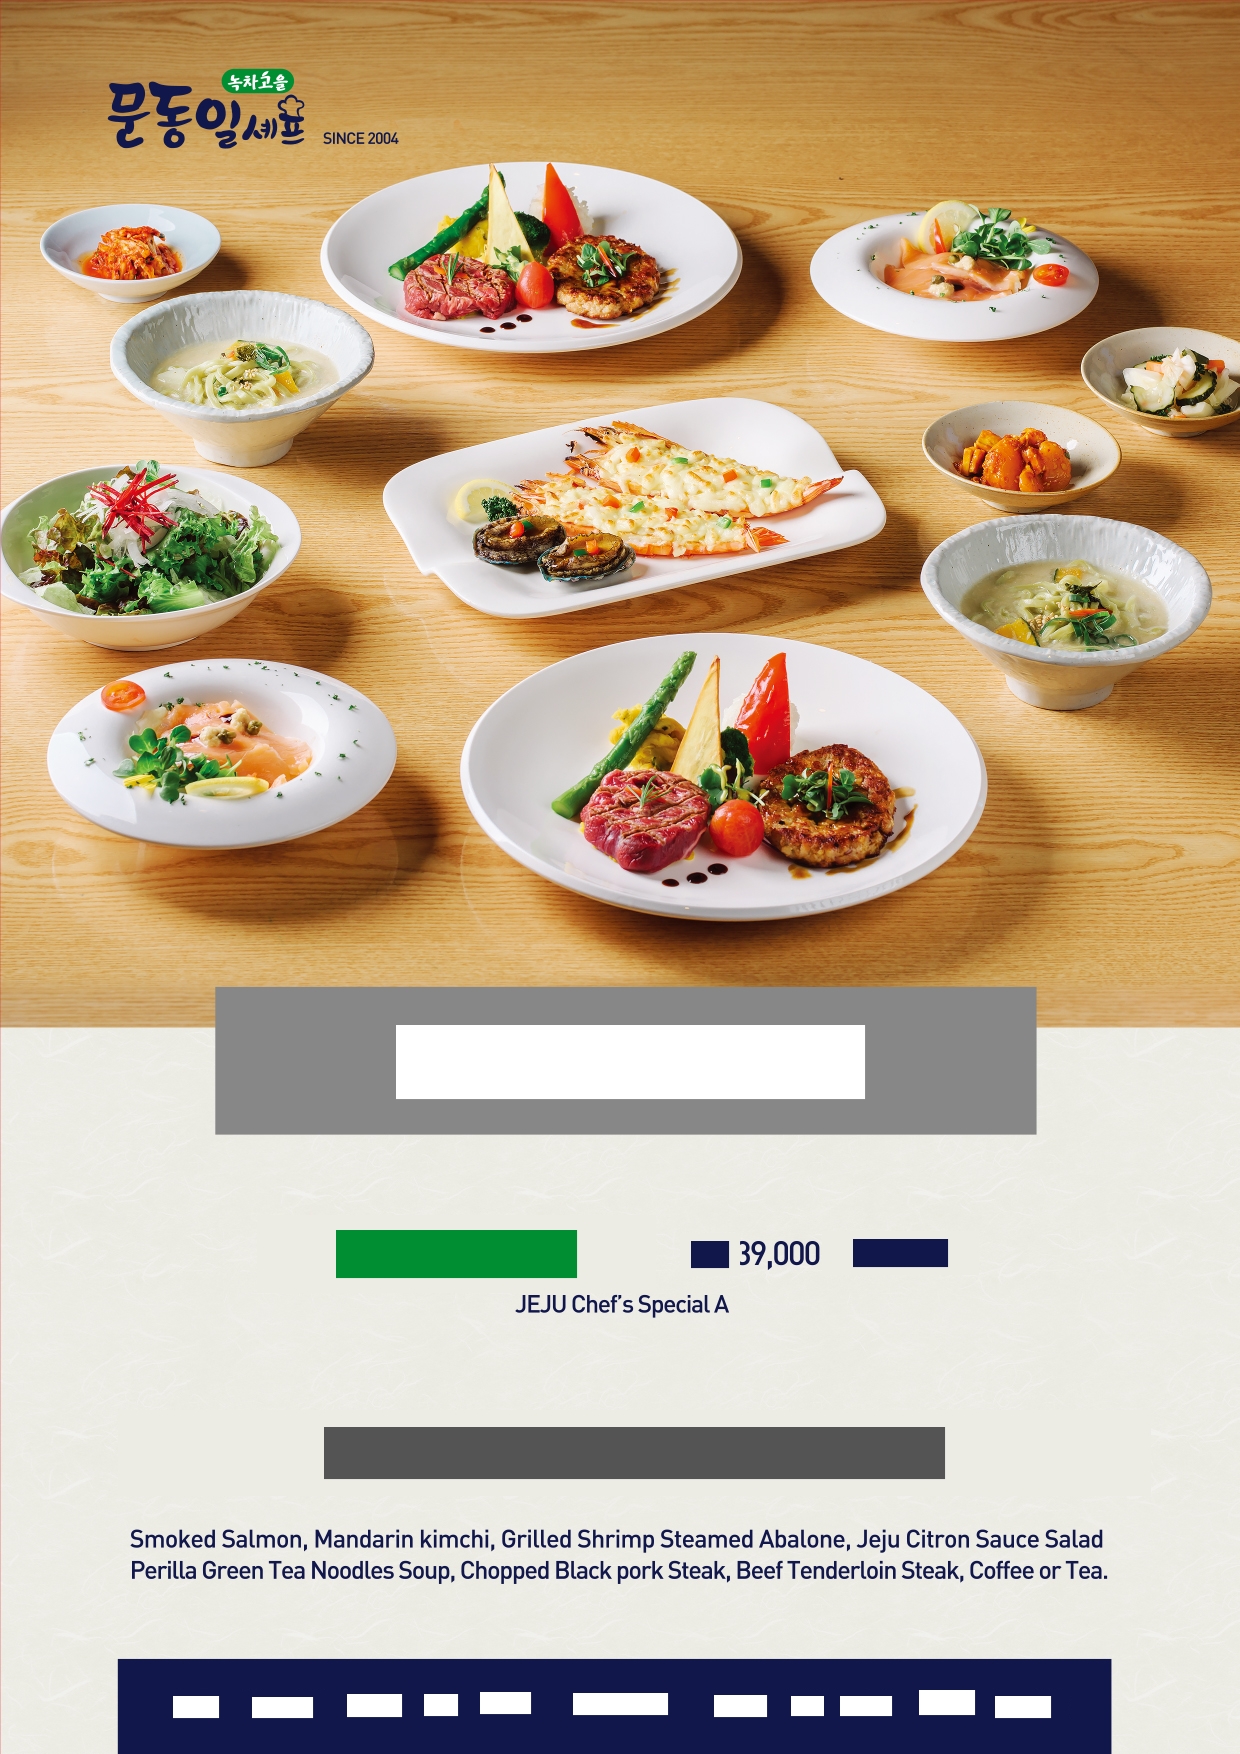 녹차고을
문동일셰프 SINCE 2004
39,000
JEJU Chef's Special A
Smoked Salmon, Mandarin kimchi, Grilled Shrimp Steamed Abalone, Jeju Citron Sauce Salad
Perilla Green Tea Noodles Soup, Chopped Black pork Steak, Beef Tenderloin Steak, Coffee or Tea.